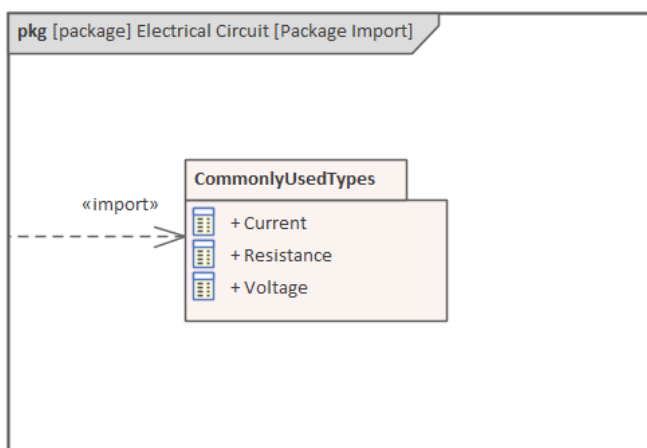 pkg [package] Electrical Circuit [Package Import]
CommonlyUsedTypes
«import»
+ Current
+ Resistance
+ Voltage